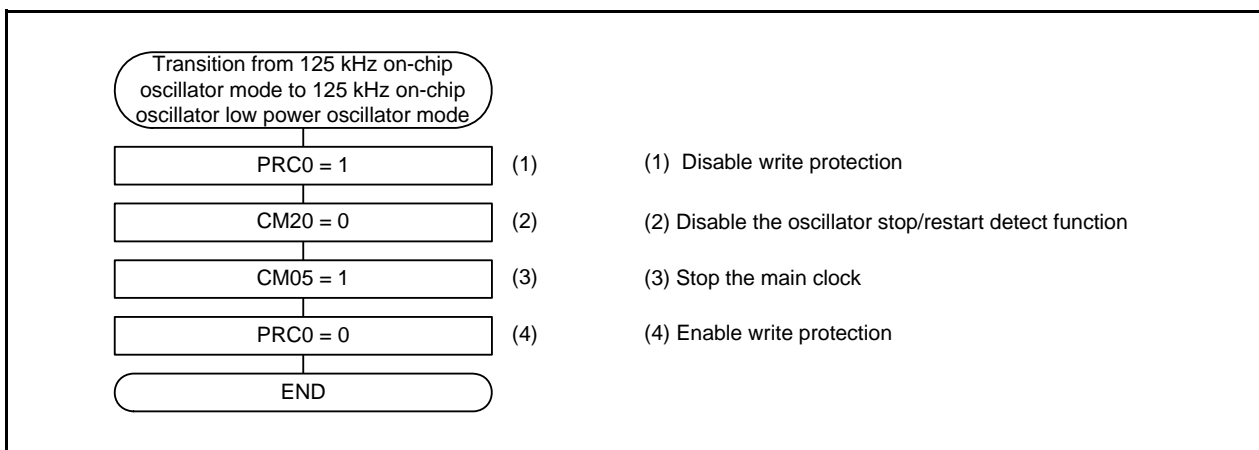 Transition from 125 kHz on-chip
oscillator mode to 125 kHz on-chip
oscillator low power oscillator mode
PRC0 = 1 (1) (1) Disable write protection
CM20 = 0 (2) (2) Disable the oscillator stop/restart detect function
CM05 = 1 (3) (3) Stop the main clock
PRC0 = 0 (4) (4) Enable write protection
END